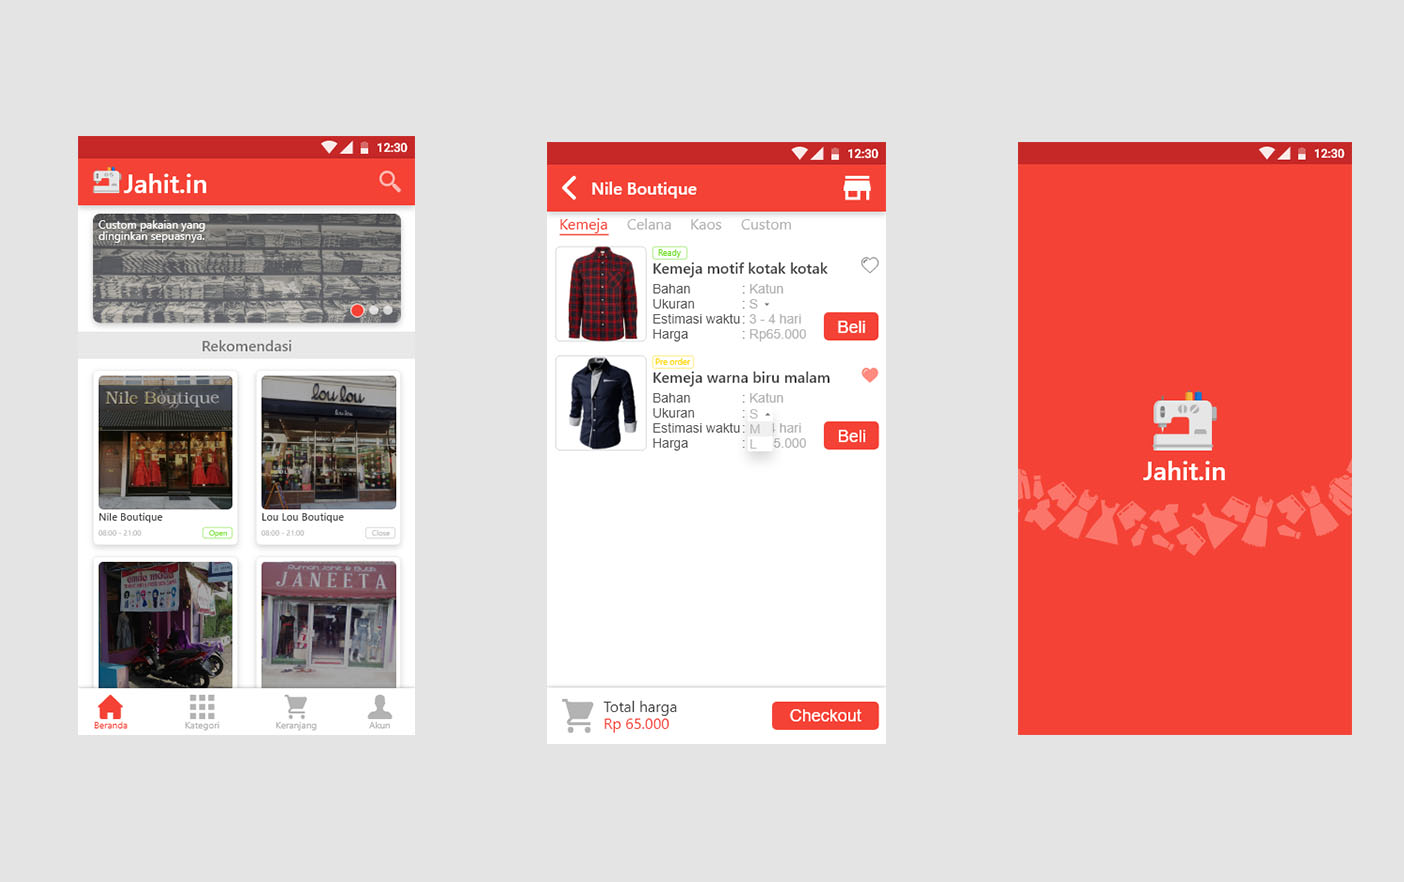 12:30
Jahit.in
Custom pakaian yang
dinginkan sepuasnya.
Rekomendasi
Nile Boutique
lou lou
lou lou
Nile Boutique
08:00 - 21:00
Open
Lou Lou Boutique
08:00 - 21:00
Close
JANEETA
Beranda
Kategori
Keranjang
Akun
12:30
Nile Boutique
Kemeja
Celana
Kaos
Custom
Ready
Kemeja motif kotak kotak
Bahan : Katun
Ukuran : S
Estimasi waktu : 3 - 4 hari
Harga : Rp65.000
Beli
Pre order
Kemeja warna biru malam
Bahan : Katun
Ukuran : S
Estimasi waktu : M hari
Harga : L 5.000
Beli
Total harga
Rp 65.000
Checkout
12:30
Jahit.in